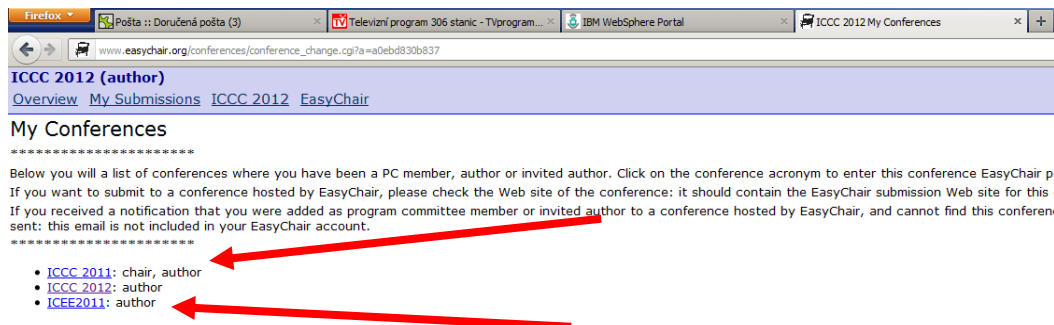 Firefox
Pošta :: Doručená pošta (3)
Televizní program 306 stanic - TVprogram...
IBM WebSphere Portal
ICCC 2012 My Conferences
www.easychair.org/conferences/conference_change.cgi?a=a0ebd830b837
ICCC 2012 (author)
Overview My Submissions ICCC 2012 EasyChair
My Conferences
**********************
Below you will a list of conferences where you have been a PC member, author or invited author. Click on the conference acronym to enter this conference EasyChair p
If you want to submit to a conference hosted by EasyChair, please check the Web site of the conference: it should contain the EasyChair submission Web site for this
If you received a notification that you were added as program committee member or invited author to a conference hosted by EasyChair, and cannot find this conferen
sent: this email is not included in your EasyChair account.
**********************
• ICCC 2011: chair, author
• ICCC 2012: author
• ICEE2011: author